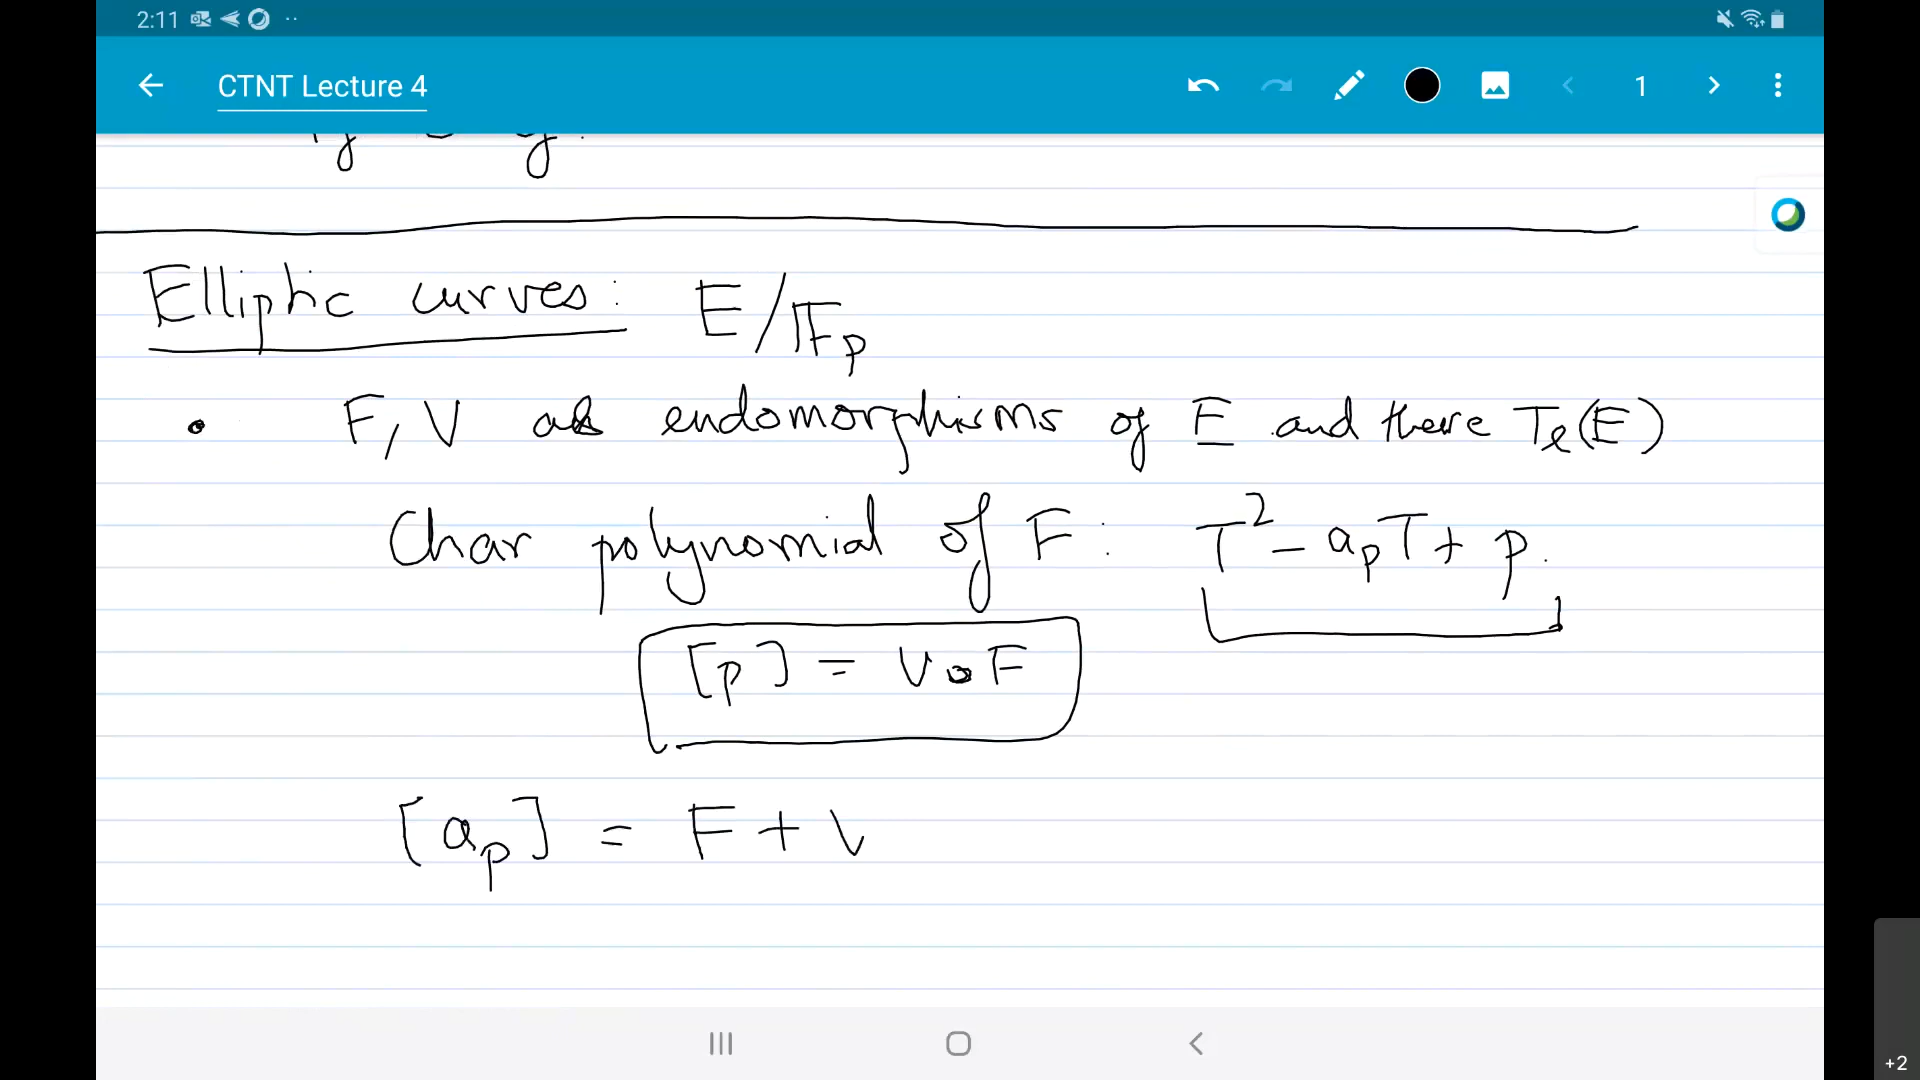 2:11
CTNT Lecture 4
1
Elliptic curves: E/𝔽p
• F, V as endomorphisms of E and there Tℓ(E)
Char polynomial of F: T² - apT + p.
[p] = V∘F
[ap] = F + V
+2